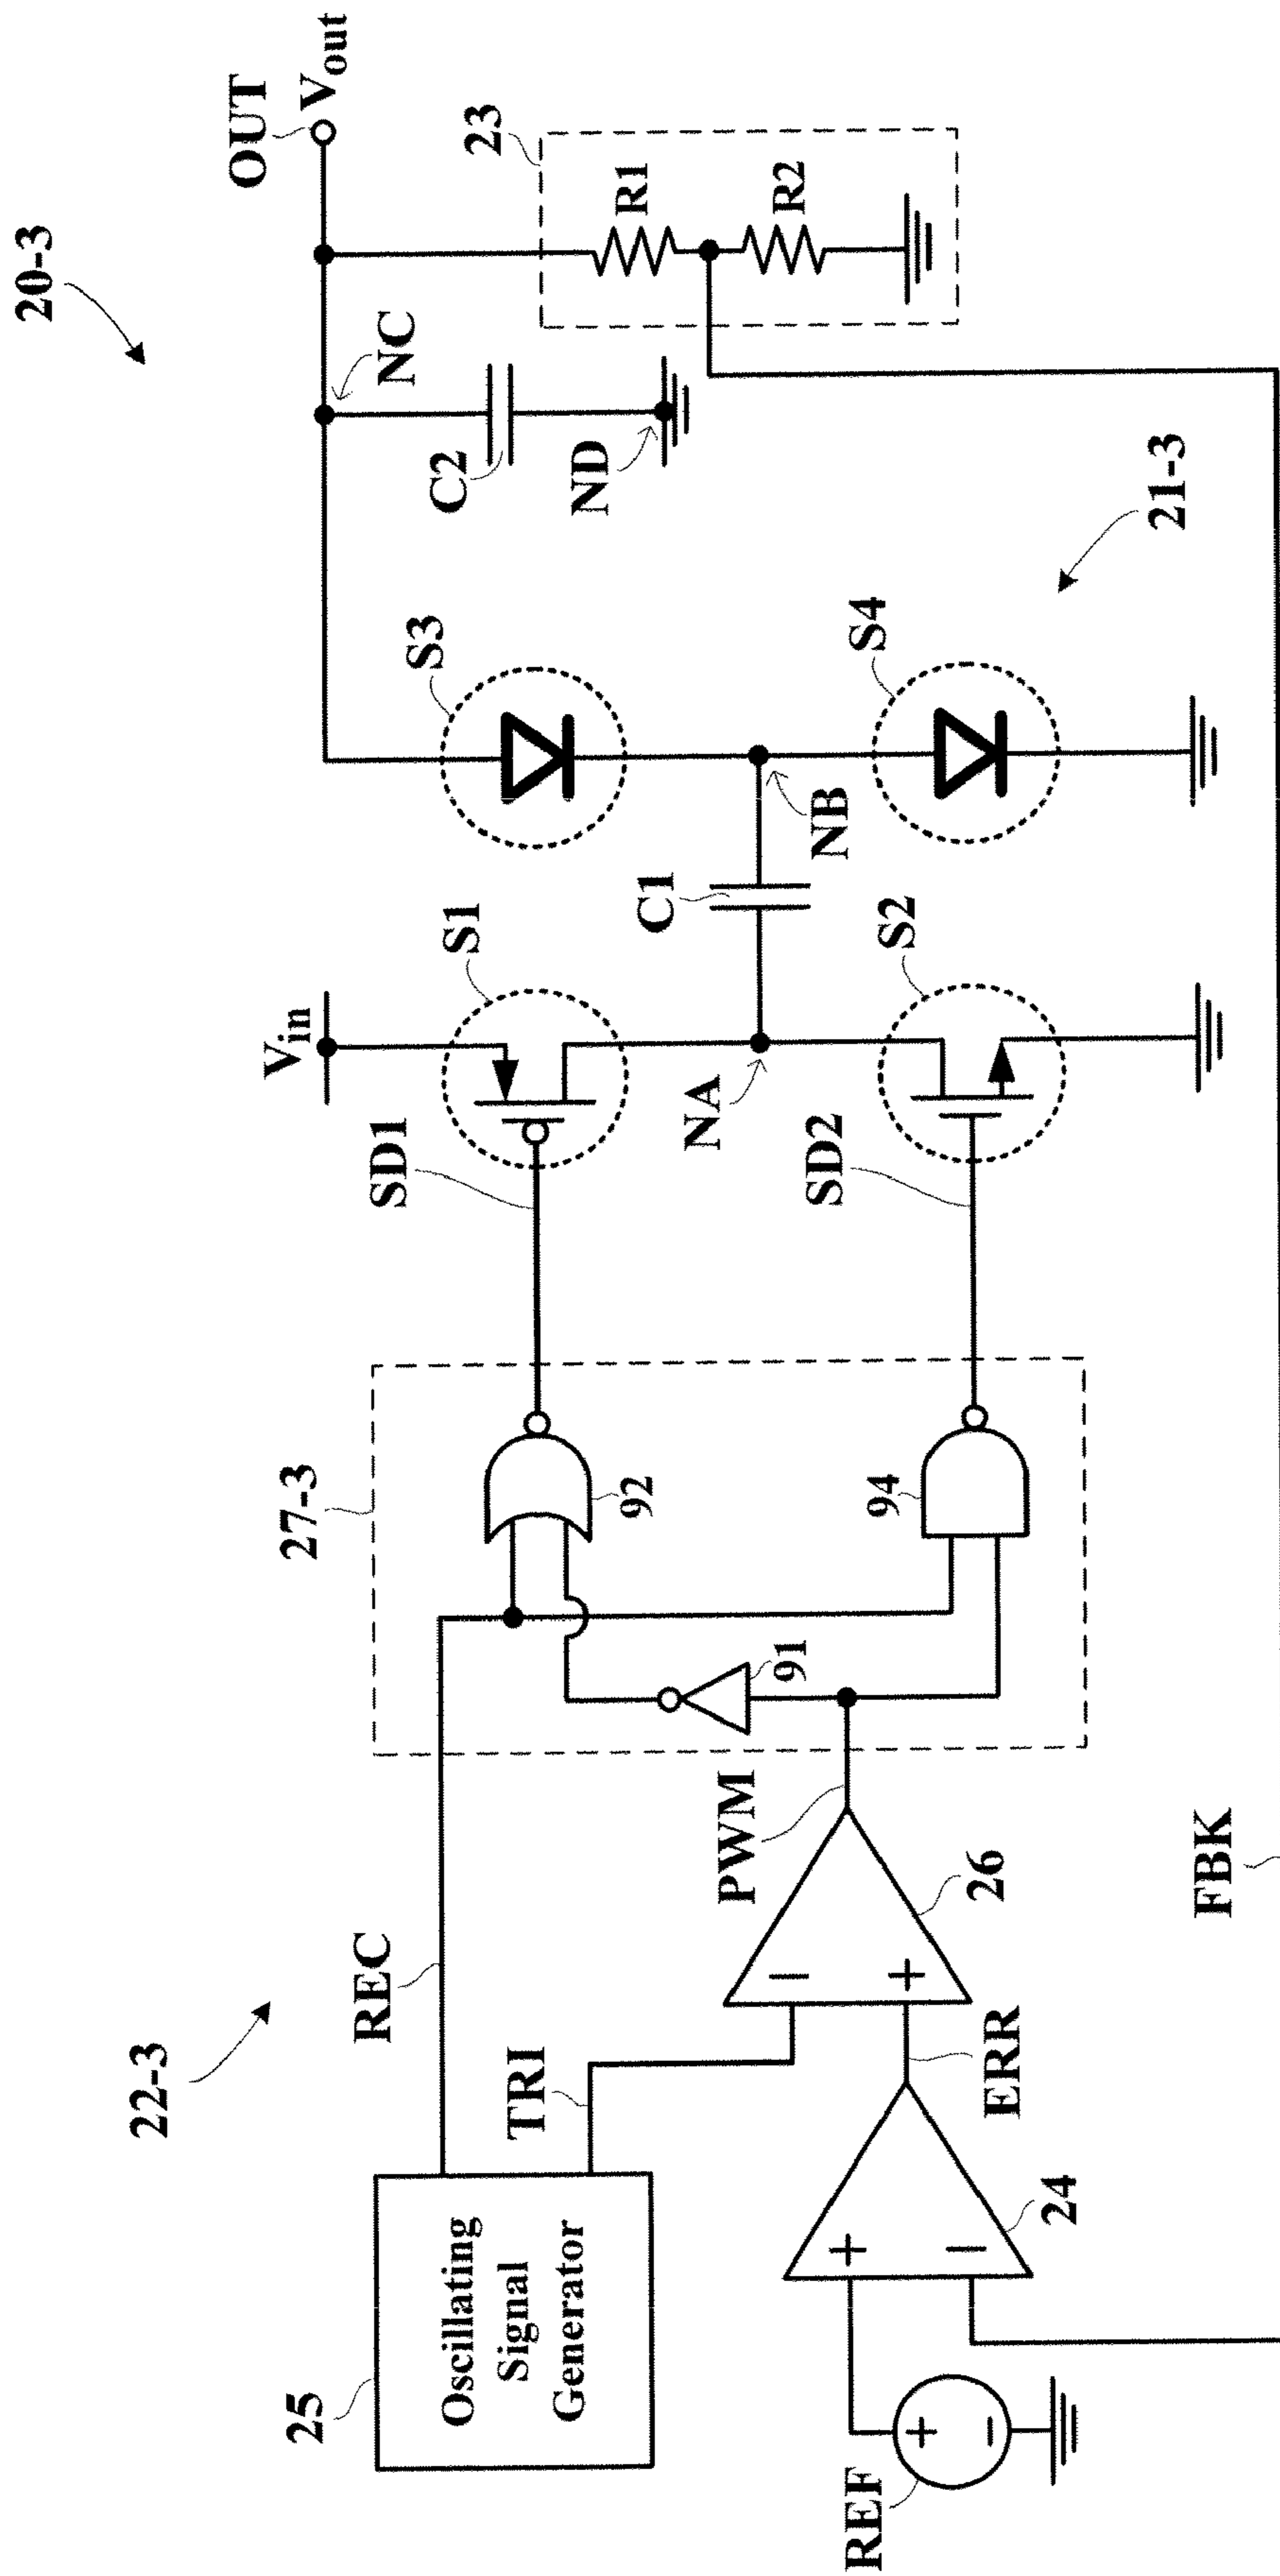 20-3
22-3
OUT
Vout
Vin
REC
27-3
SD1
S1
S3
NC
C2
23
25
Oscillating
Signal
Generator
TRI
92
R1
R2
ND
PWM
91
NA
C1
NB
REF
+
−
+
−
24
ERR
−
+
26
94
SD2
S2
S4
21-3
FBK